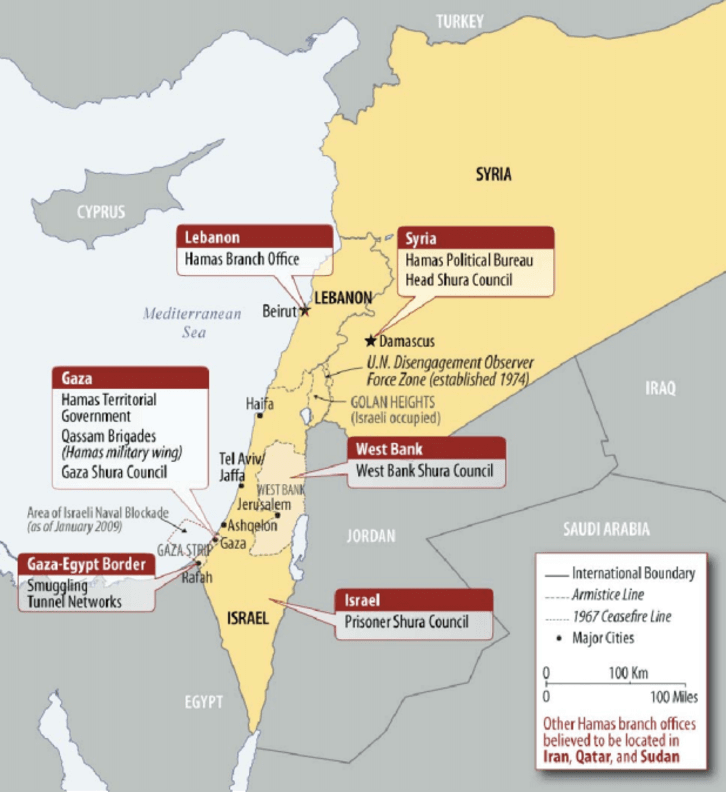 TURKEY
SYRIA
CYPRUS
Lebanon
Hamas Branch Office
Syria
Hamas Political Bureau
Head Shura Council
LEBANON
Beirut
Mediterranean
Sea
Damascus
U.N. Disengagement Observer
Force Zone (established 1974)
IRAQ
GOLAN HEIGHTS
(Israeli occupied)
Gaza
Hamas Territorial
Government
Qassam Brigades
(Hamas military wing)
Gaza Shura Council
Haifa
West Bank
West Bank Shura Council
Tel Aviv/
Jaffa
WEST BANK
Jerusalem
Area of Israeli Naval Blockade
(as of January 2009)
Ashqelon
JORDAN
SAUDI ARABIA
GAZA STRIP
Gaza
Gaza-Egypt Border
Smuggling
Tunnel Networks
Rafah
ISRAEL
Israel
Prisoner Shura Council
EGYPT
International Boundary
Armistice Line
1967 Ceasefire Line
Major Cities
0 100 Km
0 100 Miles
Other Hamas branch offices
believed to be located in
Iran, Qatar, and Sudan